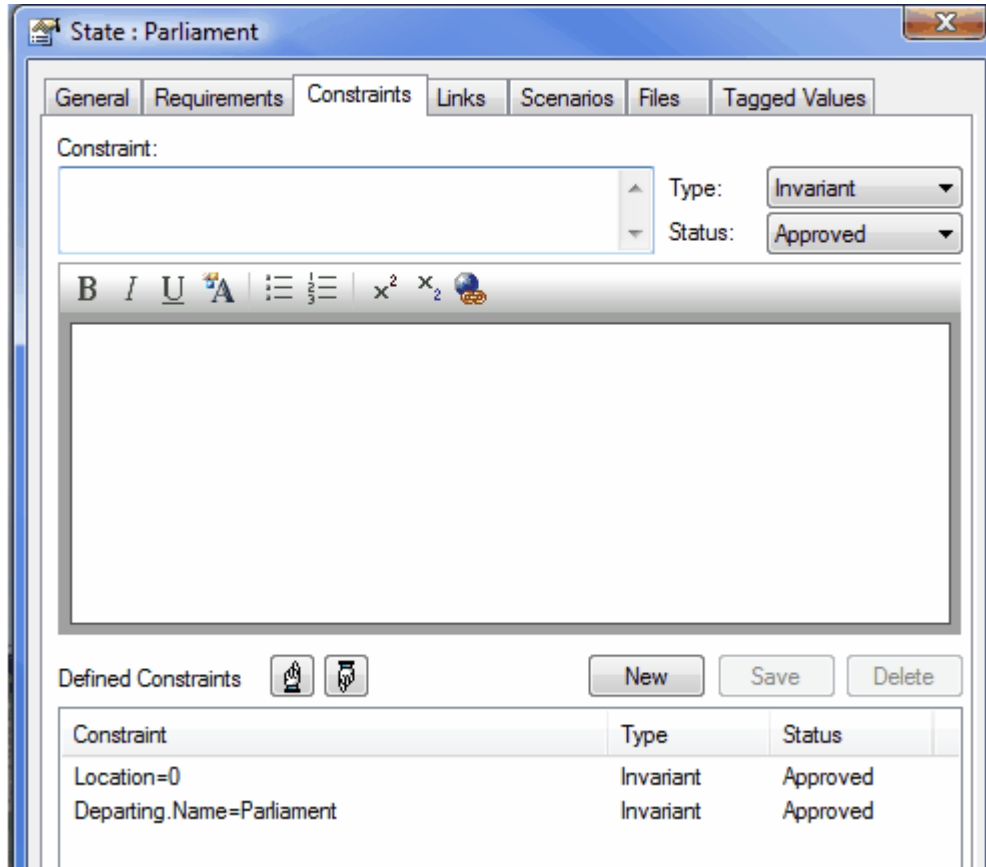 State : Parliament
General Requirements Constraints Links Scenarios Files Tagged Values
Constraint:
Type: Invariant
Status: Approved
B I U A x² x₂
Defined Constraints New Save Delete
Constraint Type Status
Location=0 Invariant Approved
Departing.Name=Parliament Invariant Approved